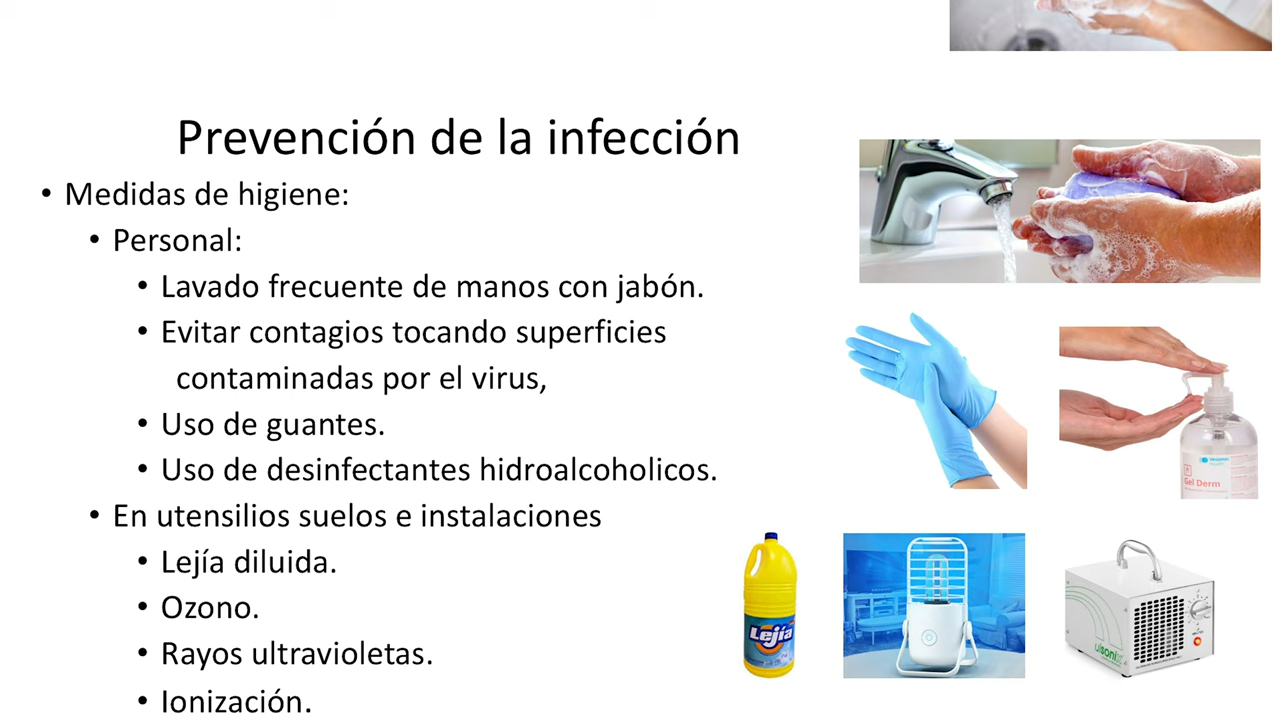 Prevención de la infección
• Medidas de higiene:
• Personal:
• Lavado frecuente de manos con jabón.
• Evitar contagios tocando superficies
contaminadas por el virus,
• Uso de guantes.
• Uso de desinfectantes hidroalcoholicos.
• En utensilios suelos e instalaciones
• Lejía diluida.
• Ozono.
• Rayos ultravioletas.
• Ionización.
Gel Derm
Lejía
ulsonix